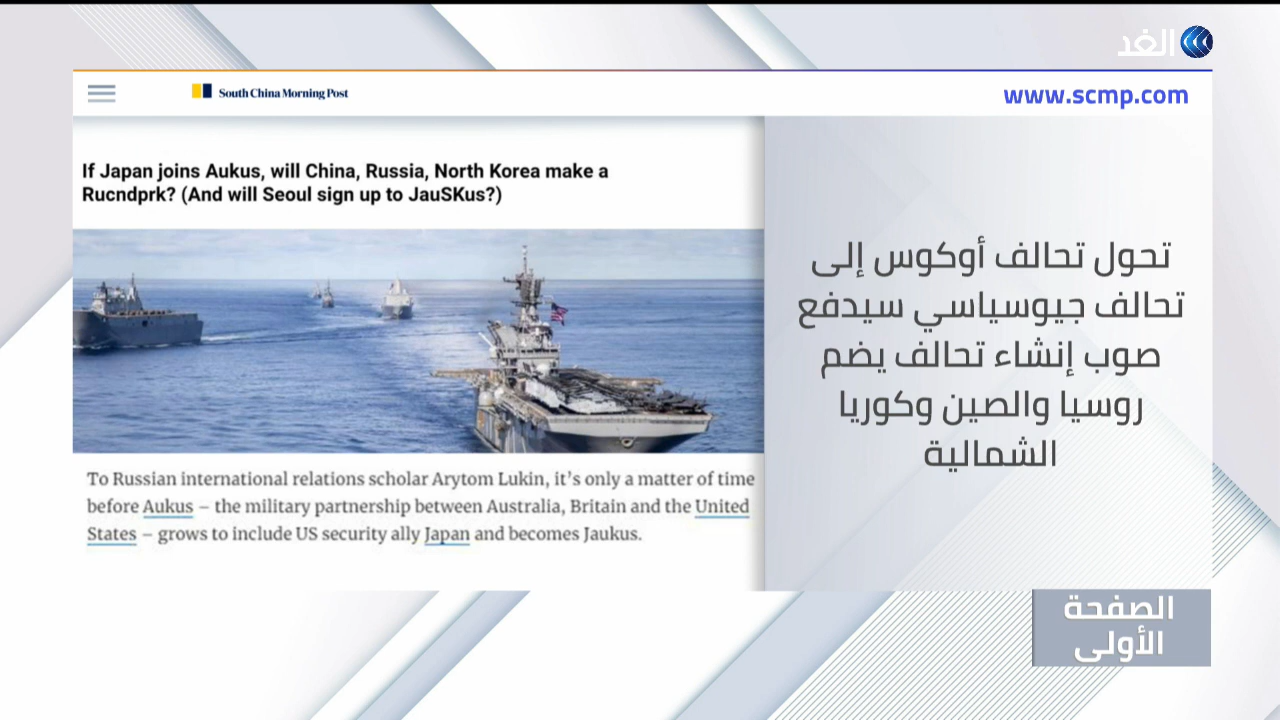 الغد
South China Morning Post
www.scmp.com
If Japan joins Aukus, will China, Russia, North Korea make a
Rucndprk? (And will Seoul sign up to JauSKus?)
To Russian international relations scholar Arytom Lukin, it’s only a matter of time
before Aukus – the military partnership between Australia, Britain and the United
States – grows to include US security ally Japan and becomes Jaukus.
تحول تحالف أوكوس إلى
تحالف جيوسياسي سيدفع
صوب إنشاء تحالف يضم
روسيا والصين وكوريا
الشمالية
الصفحة
الأولى